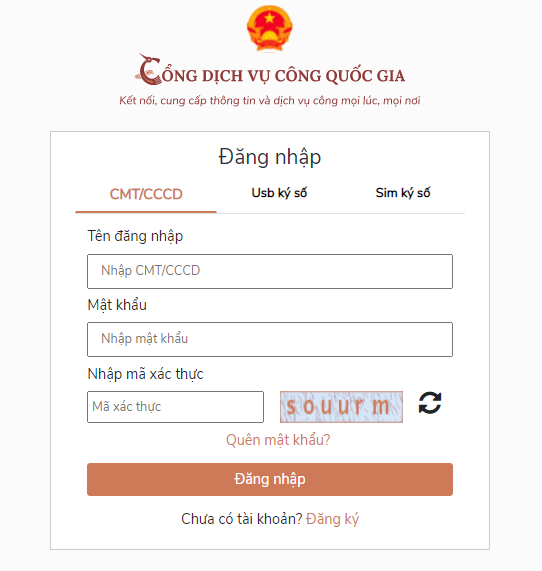 CỔNG DỊCH VỤ CÔNG QUỐC GIA
Kết nối, cung cấp thông tin và dịch vụ công mọi lúc, mọi nơi
Đăng nhập
CMT/CCCD Usb ký số Sim ký số
Tên đăng nhập
Nhập CMT/CCCD
Mật khẩu
Nhập mật khẩu
Nhập mã xác thực
Mã xác thực souurm
Quên mật khẩu?
Đăng nhập
Chưa có tài khoản? Đăng ký